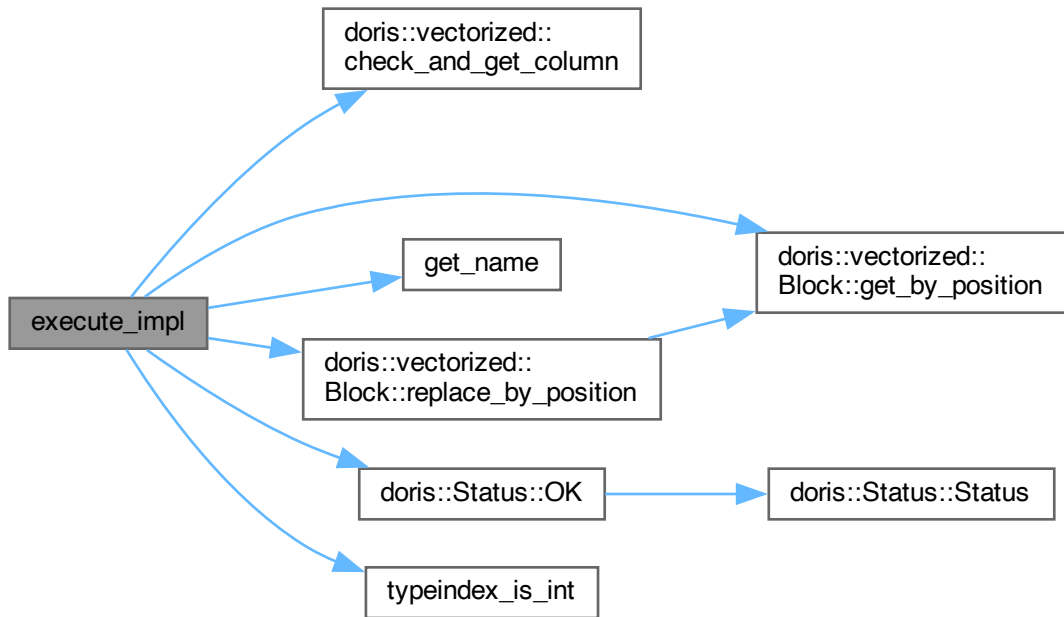 doris::vectorized::
check_and_get_column
doris::vectorized::
Block::get_by_position
get_name
execute_impl
doris::vectorized::
Block::replace_by_position
doris::Status::OK
doris::Status::Status
typeindex_is_int